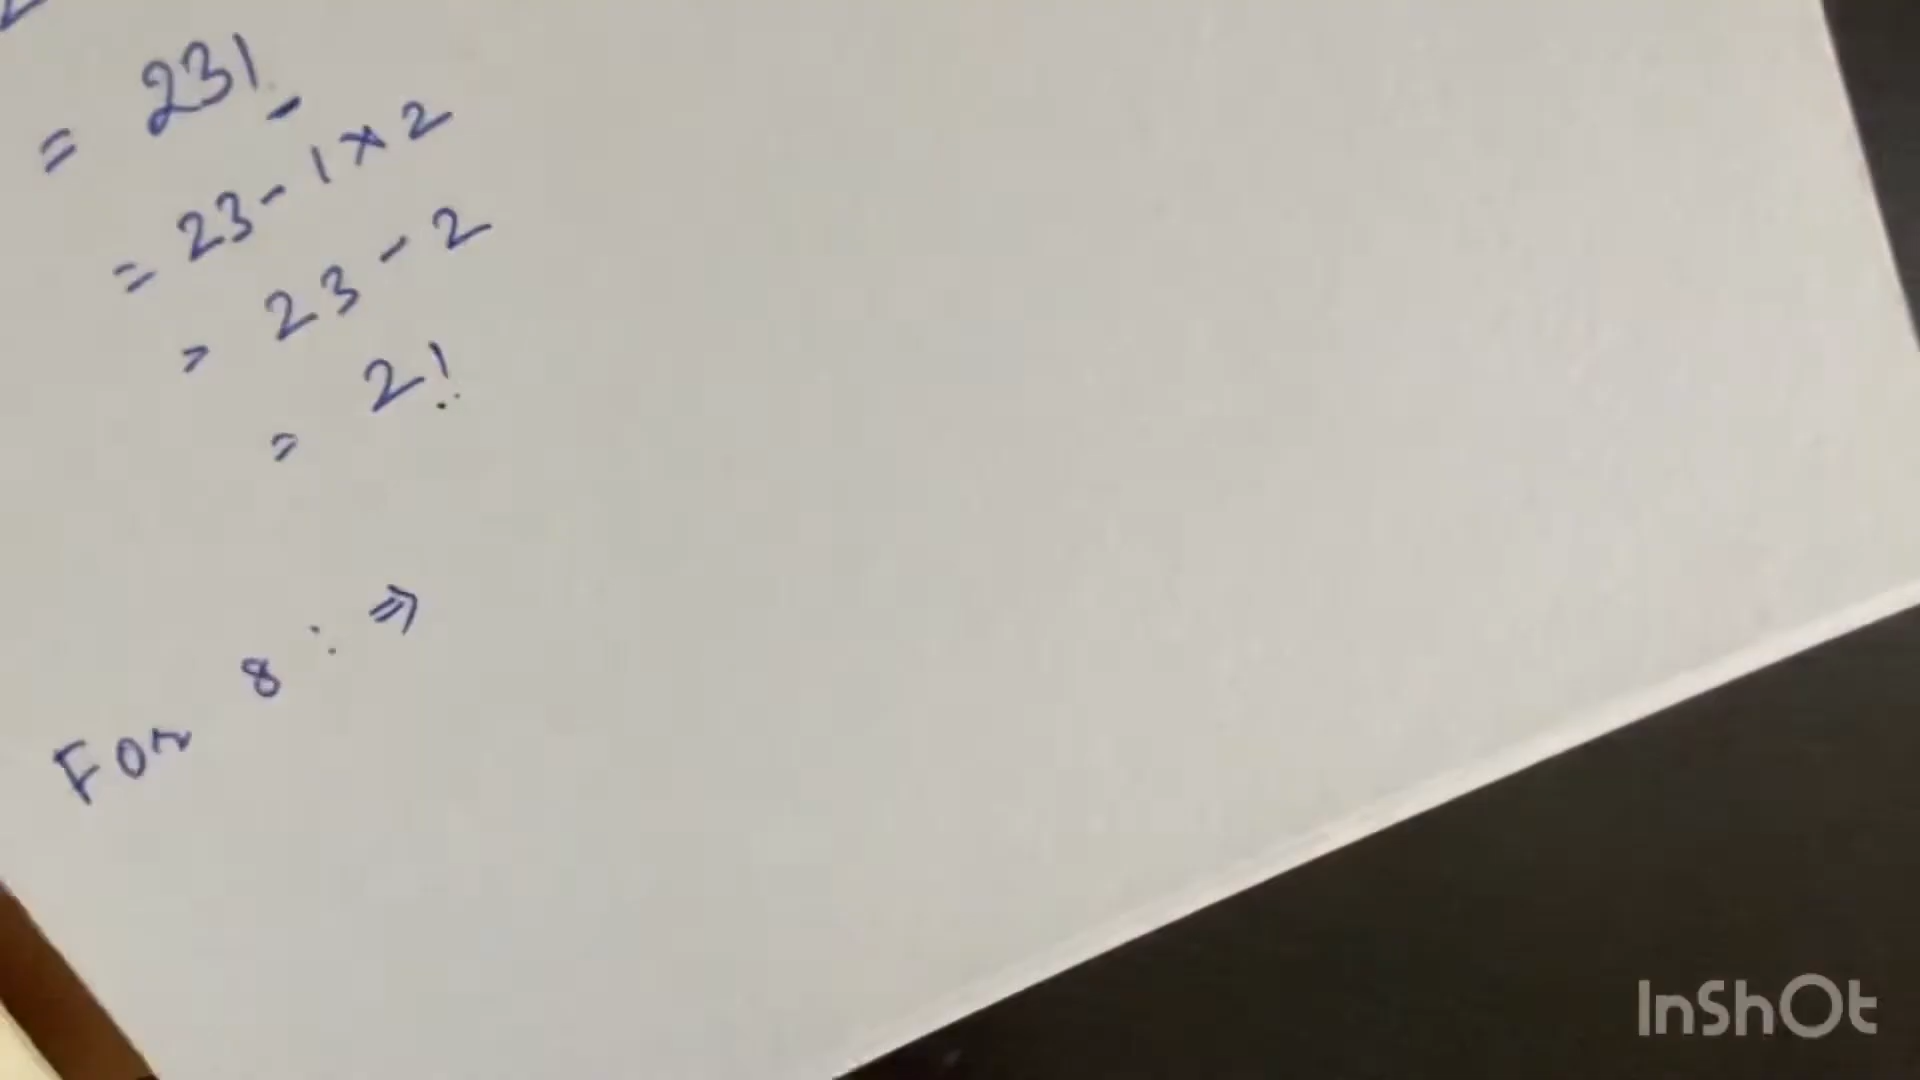 = 231
= 23 - 1 × 2
= 23 - 2
= 21
For 8 : ⇒
InShOt